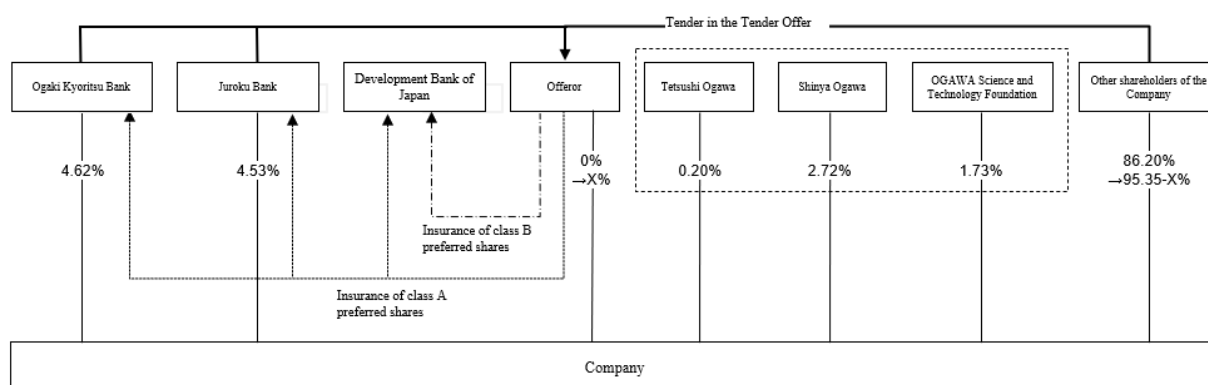 Tender in the Tender Offer
Ogaki Kyoritsu Bank
Juroku Bank
Development Bank of
Japan
Offeror
Tetsushi Ogawa
Shinya Ogawa
OGAWA Science and
Technology Foundation
Other shareholders of the
Company
4.62%
4.53%
0%
→X%
0.20%
2.72%
1.73%
86.20%
→95.35-X%
Insurance of class B
preferred shares
Insurance of class A
preferred shares
Company